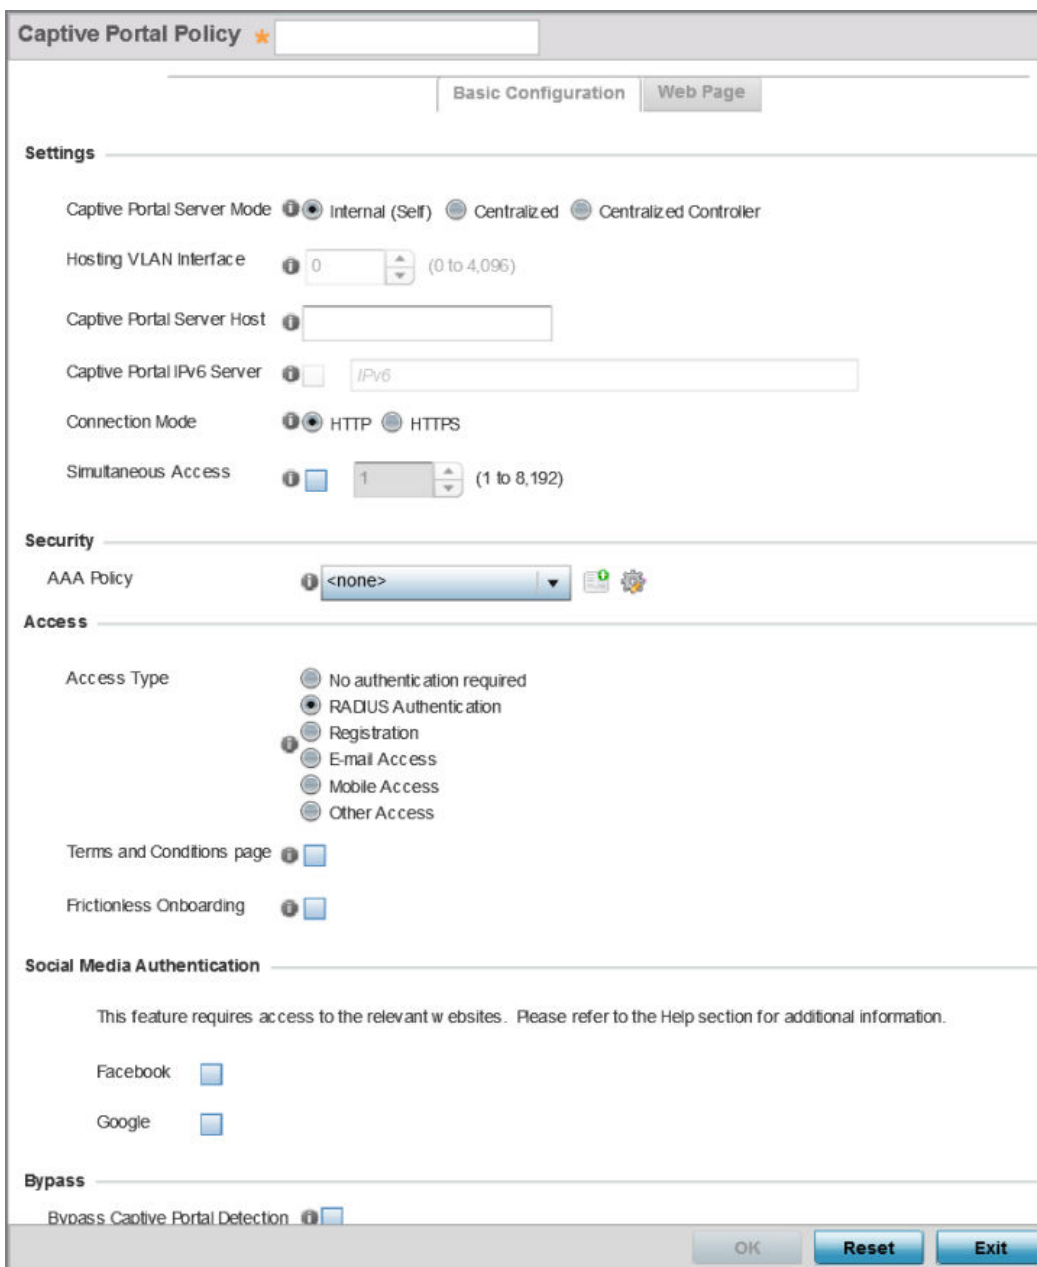 Captive Portal Policy *
Basic Configuration Web Page
Settings
Captive Portal Server Mode Internal (Self) Centralized Centralized Controller
Hosting VLAN Interface 0 (0 to 4,096)
Captive Portal Server Host
Captive Portal IPv6 Server IPv6
Connection Mode HTTP HTTPS
Simultaneous Access 1 (1 to 8,192)
Security
AAA Policy <none>
Access
Access Type
No authentication required
RADIUS Authentication
Registration
E-mail Access
Mobile Access
Other Access
Terms and Conditions page
Frictionless Onboarding
Social Media Authentication
This feature requires access to the relevant websites. Please refer to the Help section for additional information.
Facebook
Google
Bypass
Bypass Captive Portal Detection
OK Reset Exit